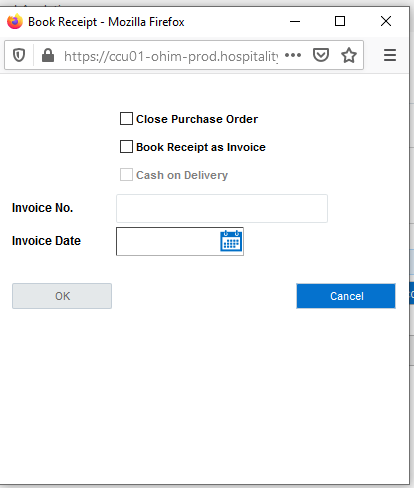 Book Receipt - Mozilla Firefox
https://ccu01-ohim-prod.hospitality
Close Purchase Order
Book Receipt as Invoice
Cash on Delivery
Invoice No.
Invoice Date
OK
Cancel